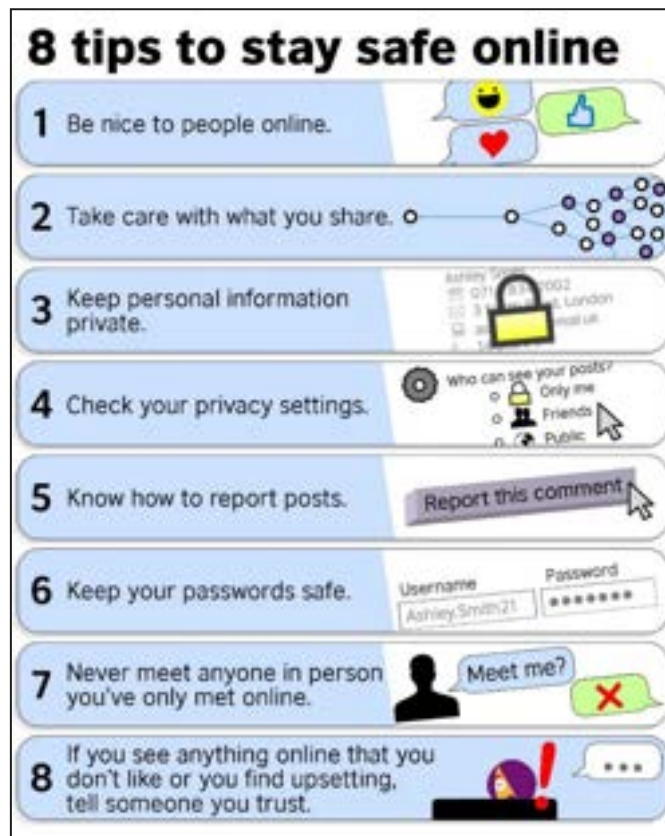 8 tips to stay safe online
1 Be nice to people online.
2 Take care with what you share.
3 Keep personal information
private.
Ashley
London
4 Check your privacy settings.
Who can see your posts?
Only me
Friends
Public
5 Know how to report posts.
Report this comment
6 Keep your passwords safe.
Username
Password
Ashley.Smith21
7 Never meet anyone in person
you've only met online.
Meet me?
8 If you see anything online that you
don't like or you find upsetting,
tell someone you trust.